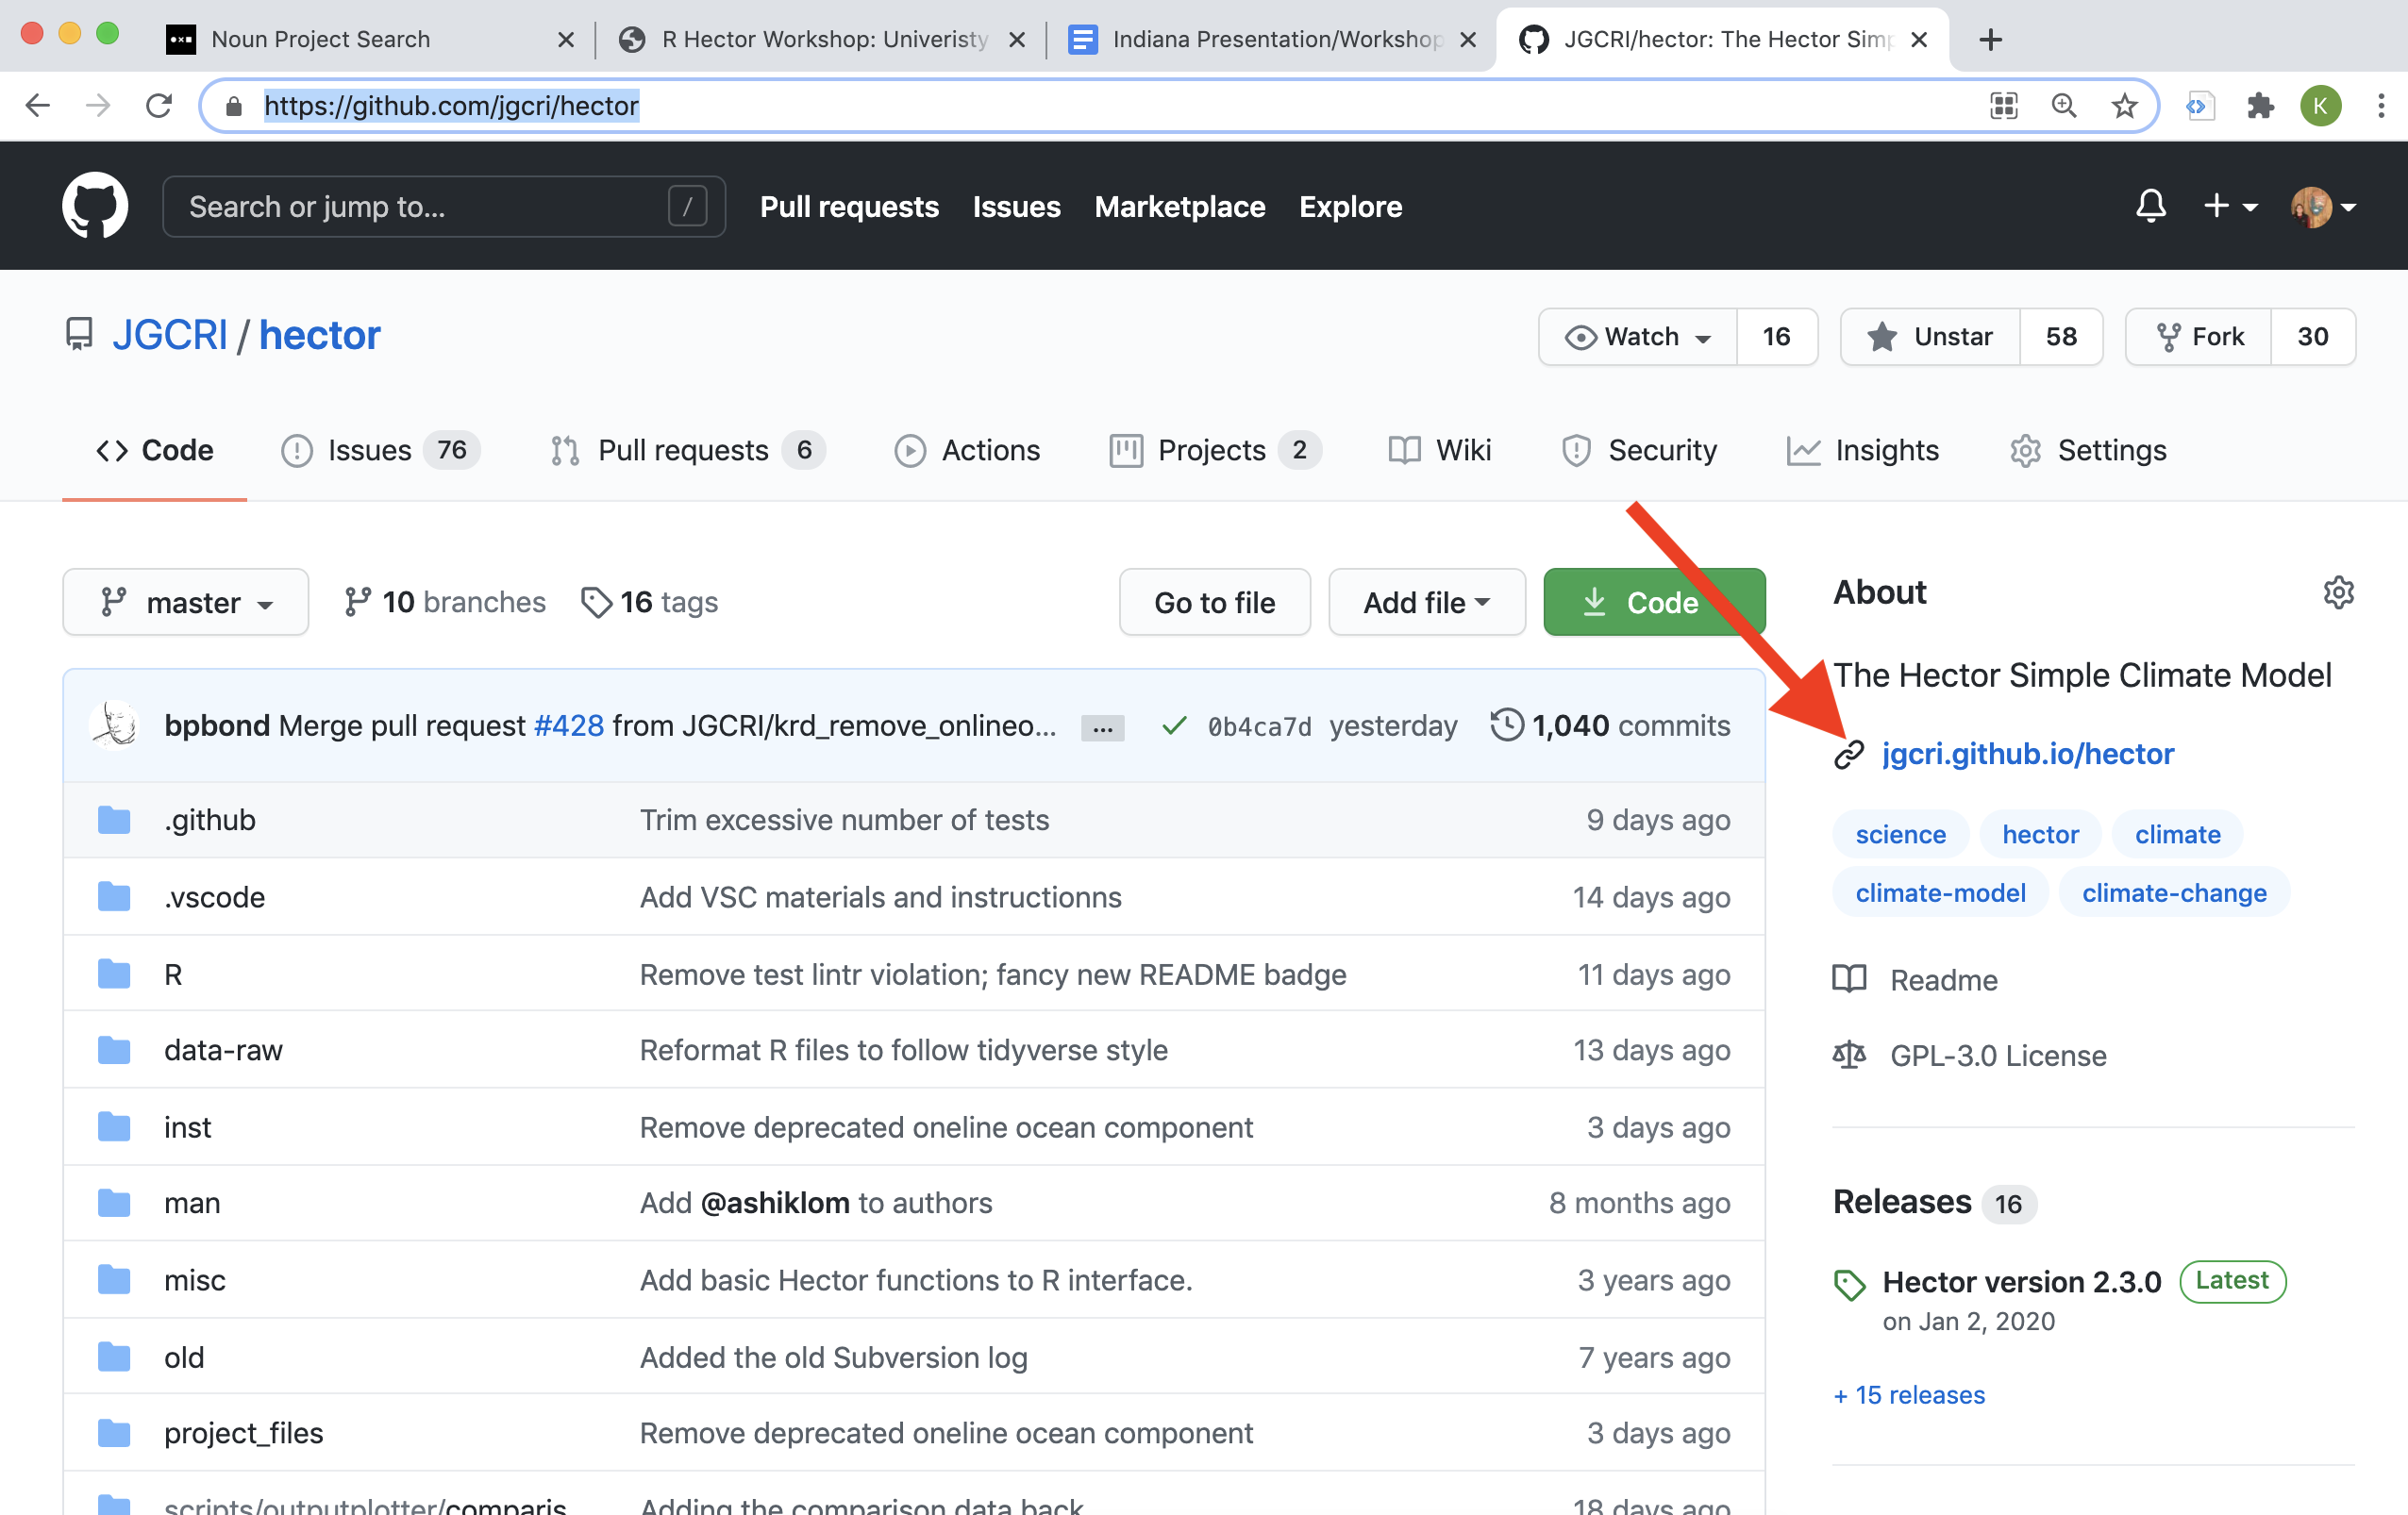 Noun Project Search
R Hector Workshop: Univeristy
Indiana Presentation/Workshop
JGCRI/hector: The Hector Sim
https://github.com/jgcri/hector
K
Search or jump to... /
Pull requests Issues Marketplace Explore
JGCRI / hector
Watch 16 Unstar 58 Fork 30
Code Issues 76 Pull requests 6 Actions Projects 2 Wiki Security Insights Settings
master 10 branches 16 tags Go to file Add file Code
bpbond Merge pull request #428 from JGCRI/krd_remove_onlineo... ... 0b4ca7d yesterday 1,040 commits
.github Trim excessive number of tests 9 days ago
.vscode Add VSC materials and instructionns 14 days ago
R Remove test lintr violation; fancy new README badge 11 days ago
data-raw Reformat R files to follow tidyverse style 13 days ago
inst Remove deprecated oneline ocean component 3 days ago
man Add @ashiklom to authors 8 months ago
misc Add basic Hector functions to R interface. 3 years ago
old Added the old Subversion log 7 years ago
project_files Remove deprecated oneline ocean component 3 days ago
scripts/outputplotter/comparis Adding the comparison data back 18 days ago
About
The Hector Simple Climate Model
jgcri.github.io/hector
science hector climate
climate-model climate-change
Readme
GPL-3.0 License
Releases 16
Hector version 2.3.0 Latest
on Jan 2, 2020
+ 15 releases